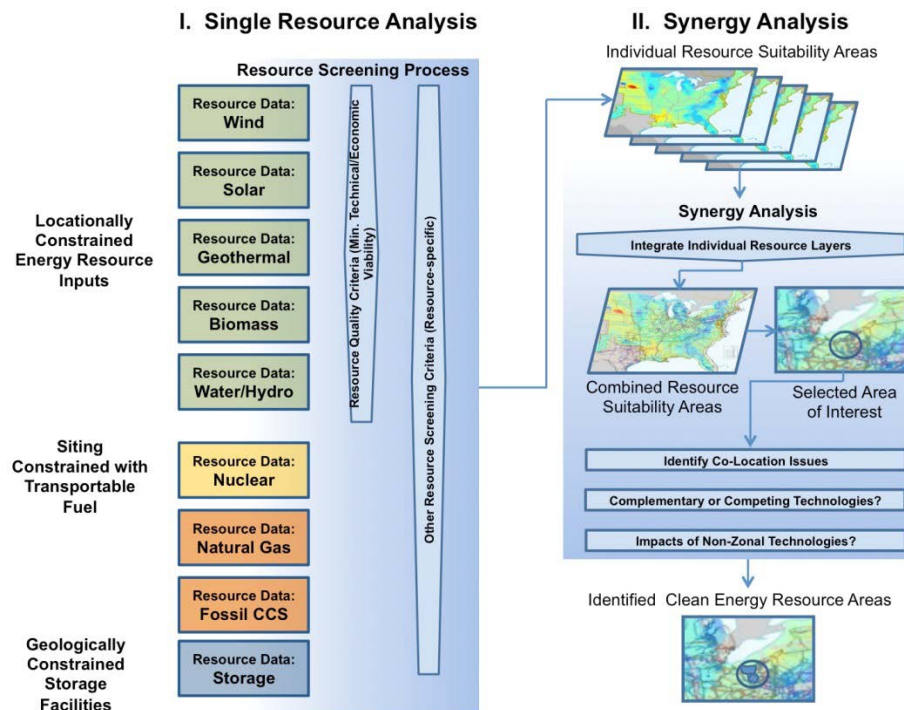 I. Single Resource Analysis
Resource Screening Process
Locationally
Constrained
Energy Resource
Inputs
Resource Data:
Wind
Resource Data:
Solar
Resource Data:
Geothermal
Resource Data:
Biomass
Resource Data:
Water/Hydro
Siting
Constrained with
Transportable
Fuel
Resource Data:
Nuclear
Resource Data:
Natural Gas
Resource Data:
Fossil CCS
Geologically
Constrained
Storage
Facilities
Resource Data:
Storage
Resource Quality Criteria (Min. Technical/Economic
Viability)
Other Resource Screening Criteria (Resource-specific)
II. Synergy Analysis
Individual Resource Suitability Areas
Synergy Analysis
Integrate Individual Resource Layers
Combined Resource
Suitability Areas
Selected Area
of Interest
Identify Co-Location Issues
Complementary or Competing Technologies?
Impacts of Non-Zonal Technologies?
Identified Clean Energy Resource Areas